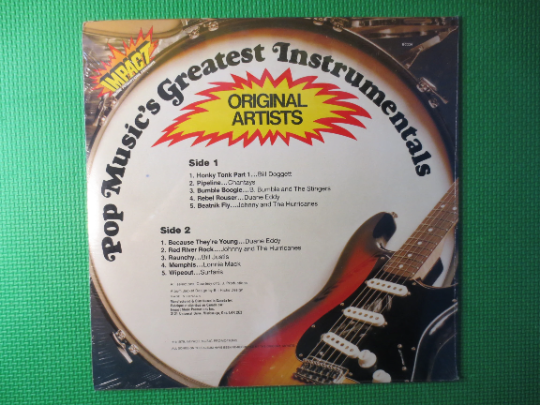 IMPACT
Pop Music's Greatest Instrumentals
ORIGINAL
ARTISTS
Side 1
1. Honky Tonk Part 1...Bill Doggett
2. Pipeline...Chantays
3. Bumble Boogie...B. Bumble and The Stingers
4. Rebel Rouser...Duane Eddy
5. Beatnik Fly...Johnny and The Hurricanes
Side 2
1. Because They're Young...Duane Eddy
2. Red River Rock...Johnny and The Hurricanes
3. Raunchy...Bill Justis
4. Memphis...Lonnie Mack
5. Wipeout...Surfaris